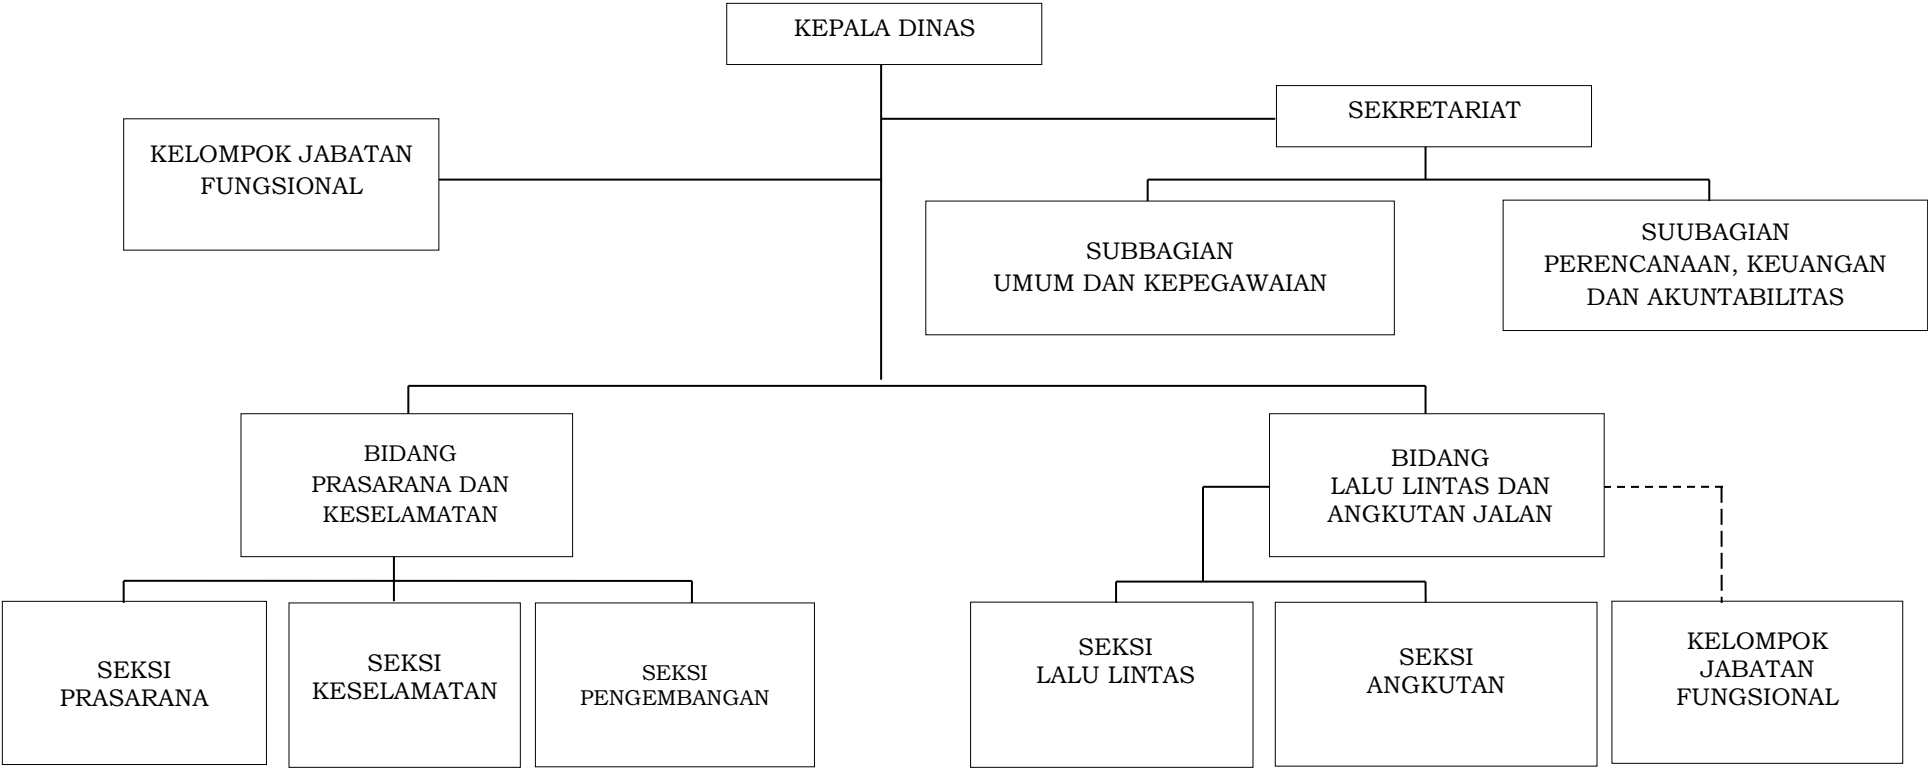 KEPALA DINAS
SEKRETARIAT
KELOMPOK JABATAN
FUNGSIONAL
SUBBAGIAN
UMUM DAN KEPEGAWAIAN
SUUBAGIAN
PERENCANAAN, KEUANGAN
DAN AKUNTABILITAS
BIDANG
PRASARANA DAN
KESELAMATAN
BIDANG
LALU LINTAS DAN
ANGKUTAN JALAN
SEKSI
PRASARANA
SEKSI
KESELAMATAN
SEKSI
PENGEMBANGAN
SEKSI
LALU LINTAS
SEKSI
ANGKUTAN
KELOMPOK
JABATAN
FUNGSIONAL